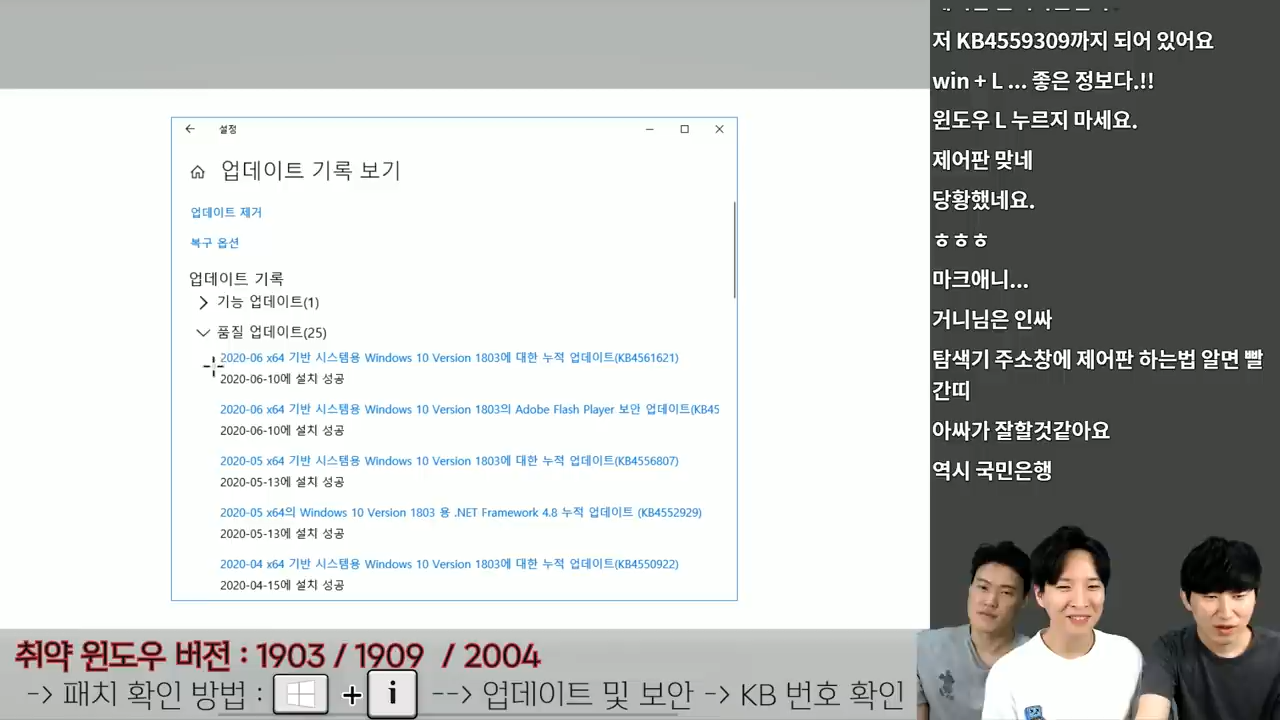 ← 설정
업데이트 기록 보기
업데이트 제거
복구 옵션
업데이트 기록
기능 업데이트(1)
품질 업데이트(25)
2020-06 x64 기반 시스템용 Windows 10 Version 1803에 대한 누적 업데이트(KB4561621)
2020-06-10에 설치 성공
2020-06 x64 기반 시스템용 Windows 10 Version 1803의 Adobe Flash Player 보안 업데이트(KB45
2020-06-10에 설치 성공
2020-05 x64 기반 시스템용 Windows 10 Version 1803에 대한 누적 업데이트(KB4556807)
2020-05-13에 설치 성공
2020-05 x64의 Windows 10 Version 1803 용 .NET Framework 4.8 누적 업데이트 (KB4552929)
2020-05-13에 설치 성공
2020-04 x64 기반 시스템용 Windows 10 Version 1803에 대한 누적 업데이트(KB4550922)
2020-04-15에 설치 성공
취약 윈도우 버전 : 1903 / 1909 / 2004
-> 패치 확인 방법 : + i --> 업데이트 및 보안 -> KB 번호 확인
저 KB4559309까지 되어 있어요
win + L ... 좋은 정보다.!!
윈도우 L 누르지 마세요.
제어판 맞네
당황했네요.
ㅎㅎㅎ
마크애니...
거니님은 인싸
탐색기 주소창에 제어판 하는법 알면 빨
간띠
아싸가 잘할것같아요
역시 국민은행